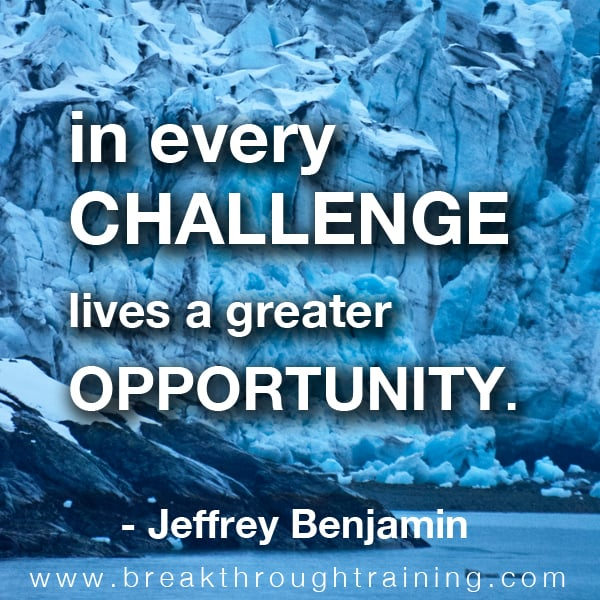 in every
CHALLENGE
lives a greater
OPPORTUNITY.
- Jeffrey Benjamin
www.breakthroughtraining.com